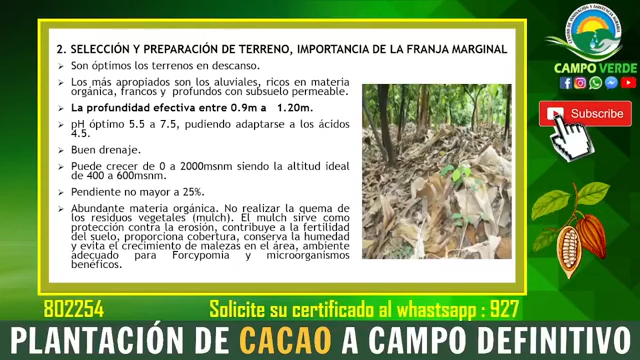 2. SELECCIÓN Y PREPARACIÓN DE TERRENO, IMPORTANCIA DE LA FRANJA MARGINAL
➢ Son óptimos los terrenos en descanso.
➢ Los más apropiados son los aluviales, ricos en materia
orgánica, francos y profundos con subsuelo permeable.
➢ La profundidad efectiva entre 0.9m a 1.20m.
➢ pH óptimo 5.5 a 7.5, pudiendo adaptarse a los ácidos
4.5.
➢ Buen drenaje.
➢ Puede crecer de 0 a 2000msnm siendo la altitud ideal
de 400 a 600msnm.
➢ Pendiente no mayor a 25%.
➢ Abundante materia orgánica. No realizar la quema de
los residuos vegetales (mulch). El mulch sirve como
protección contra la erosión, contribuye a la fertilidad
del suelo, proporciona cobertura, conserva la humedad
y evita el crecimiento de malezas en el área, ambiente
adecuado para Forcypomia y microorganismos
benéficos.
CAMPO VERDE
Subscribe
802254 Solicite su certificado al whastsapp : 927
PLANTACIÓN DE CACAO A CAMPO DEFINITIVO